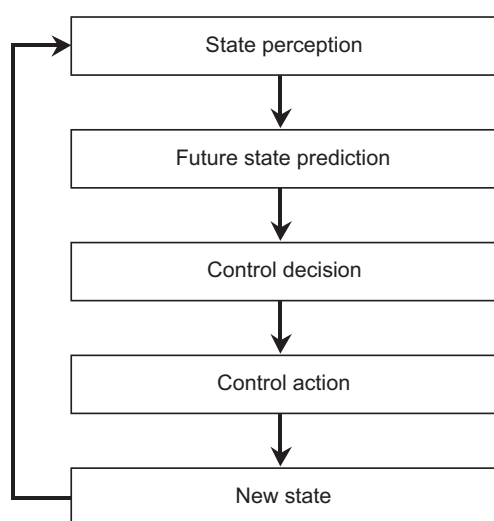 State perception
Future state prediction
Control decision
Control action
New state